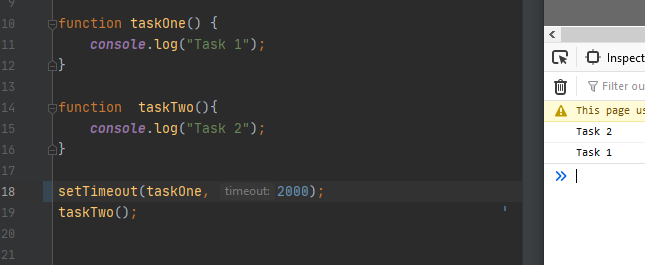 9
10 function taskOne() {
11 console.log("Task 1");
12 }
13
14 function  taskTwo(){
15 console.log("Task 2");
16 }
17
18 setTimeout(taskOne, timeout: 2000);
19 taskTwo();
20
21
<
Inspect
Filter ou
This page us
Task 2
Task 1
»